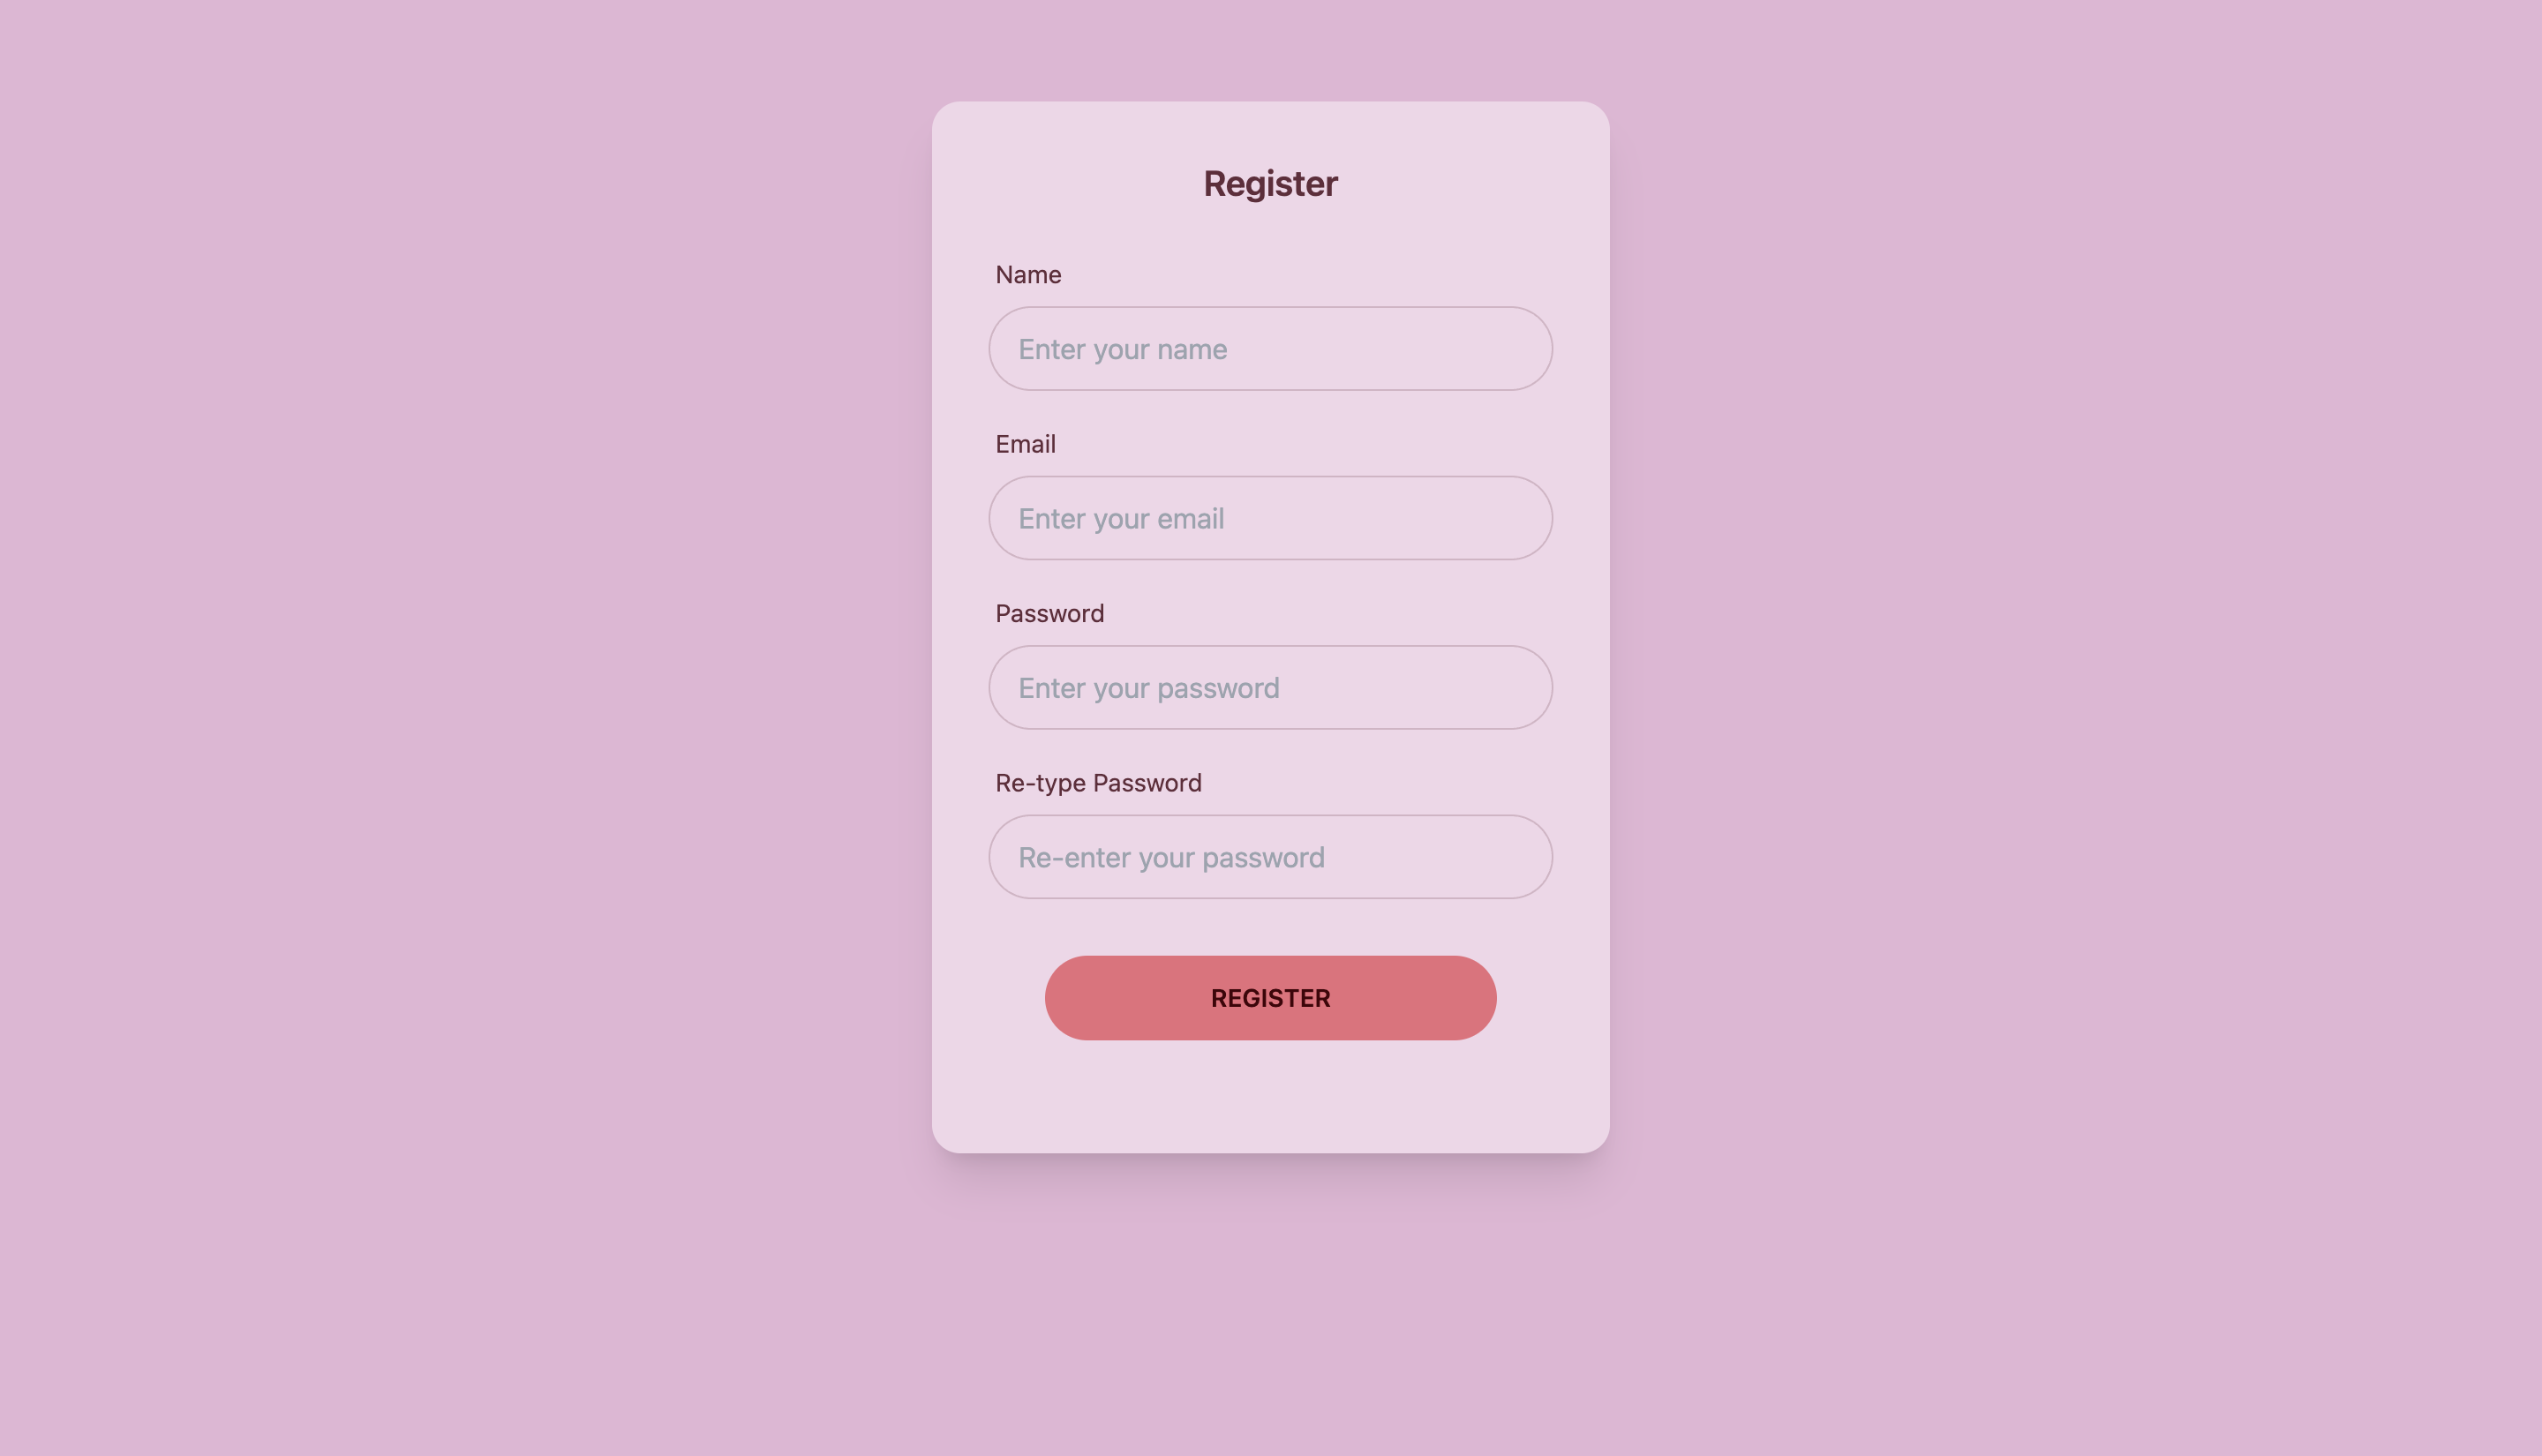 Register
Name
Enter your name
Email
Enter your email
Password
Enter your password
Re-type Password
Re-enter your password
REGISTER